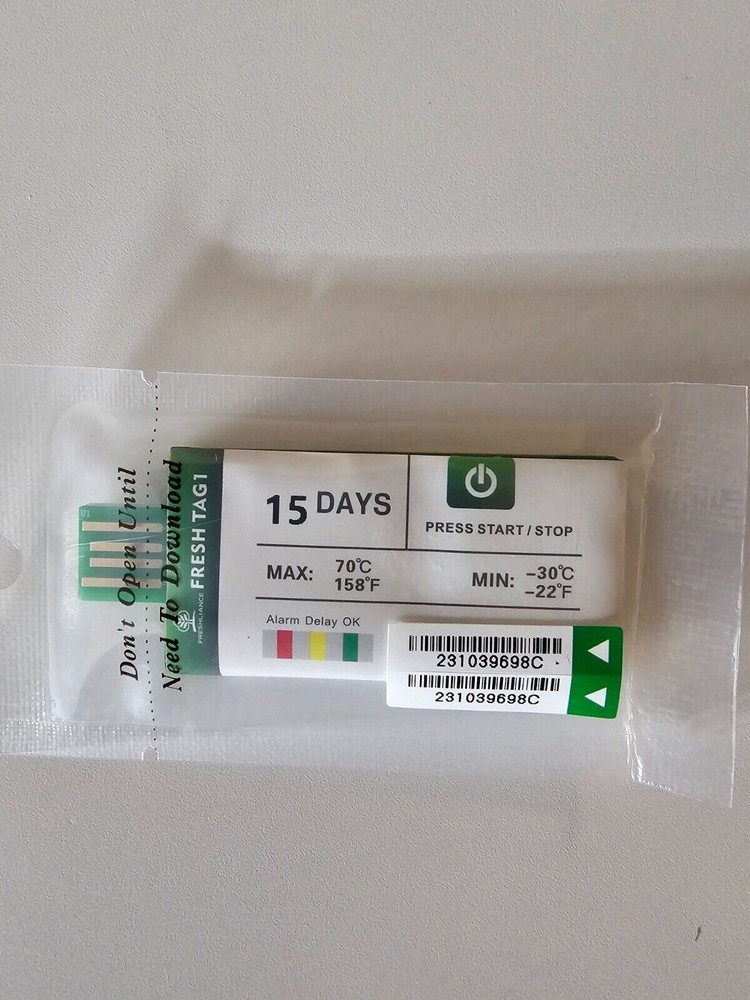 Don't Open Until
Need To Download
FRESHLIANCE
FRESH TAG1
15 DAYS
PRESS START / STOP
MAX: 70℃
158℉
MIN: -30℃
-22℉
Alarm Delay OK
231039698C
231039698C